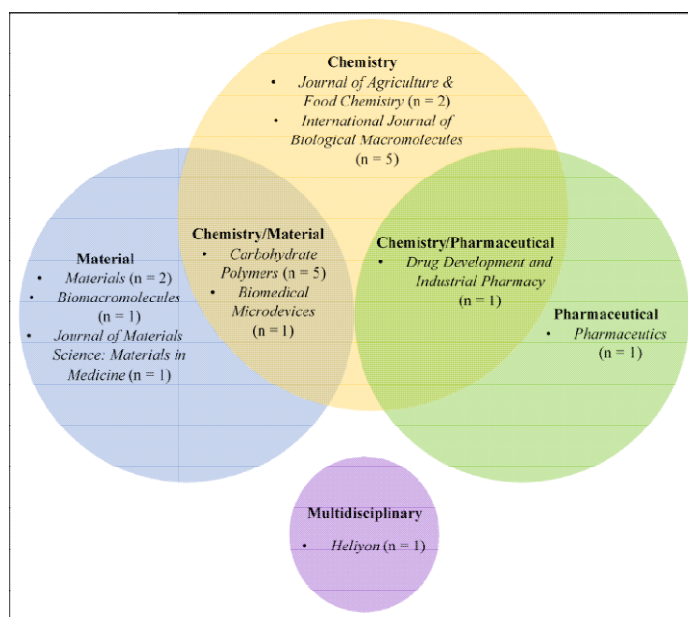 Chemistry
• Journal of Agriculture &
Food Chemistry (n = 2)
• International Journal of
Biological Macromolecules
(n = 5)
Chemistry/Material
• Carbohydrate
Polymers (n = 5)
• Biomedical
Microdevices
(n = 1)
Chemistry/Pharmaceutical
• Drug Development and
Industrial Pharmacy
(n = 1)
Material
• Materials (n = 2)
• Biomacromolecules
(n = 1)
• Journal of Materials
Science: Materials in
Medicine (n = 1)
Pharmaceutical
• Pharmaceutics
(n = 1)
Multidisciplinary
• Heliyon (n = 1)